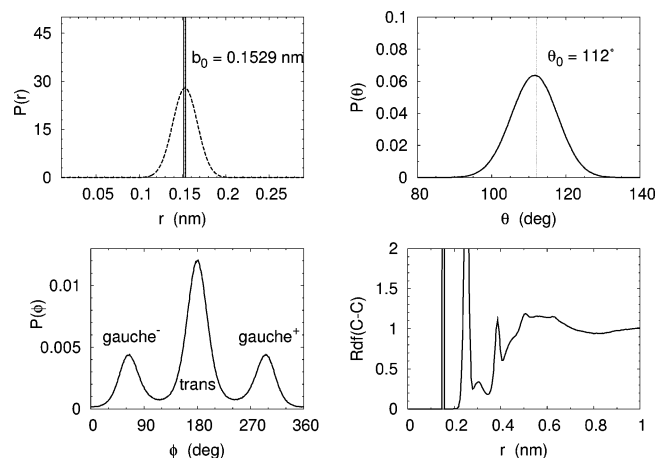 P(r)
45
30
15
0
0.05 0.10 0.15 0.20 0.25
r (nm)
b₀ = 0.1529 nm
P(θ)
0.1
0.08
0.06
0.04
0.02
0
80 100 120 140
θ (deg)
θ₀ = 112°
P(ϕ)
0.01
0.005
0
0 90 180 270 360
ϕ (deg)
gauche⁻
trans
gauche⁺
Rdf(C-C)
2
1.5
1
0.5
0
0 0.2 0.4 0.6 0.8 1
r (nm)